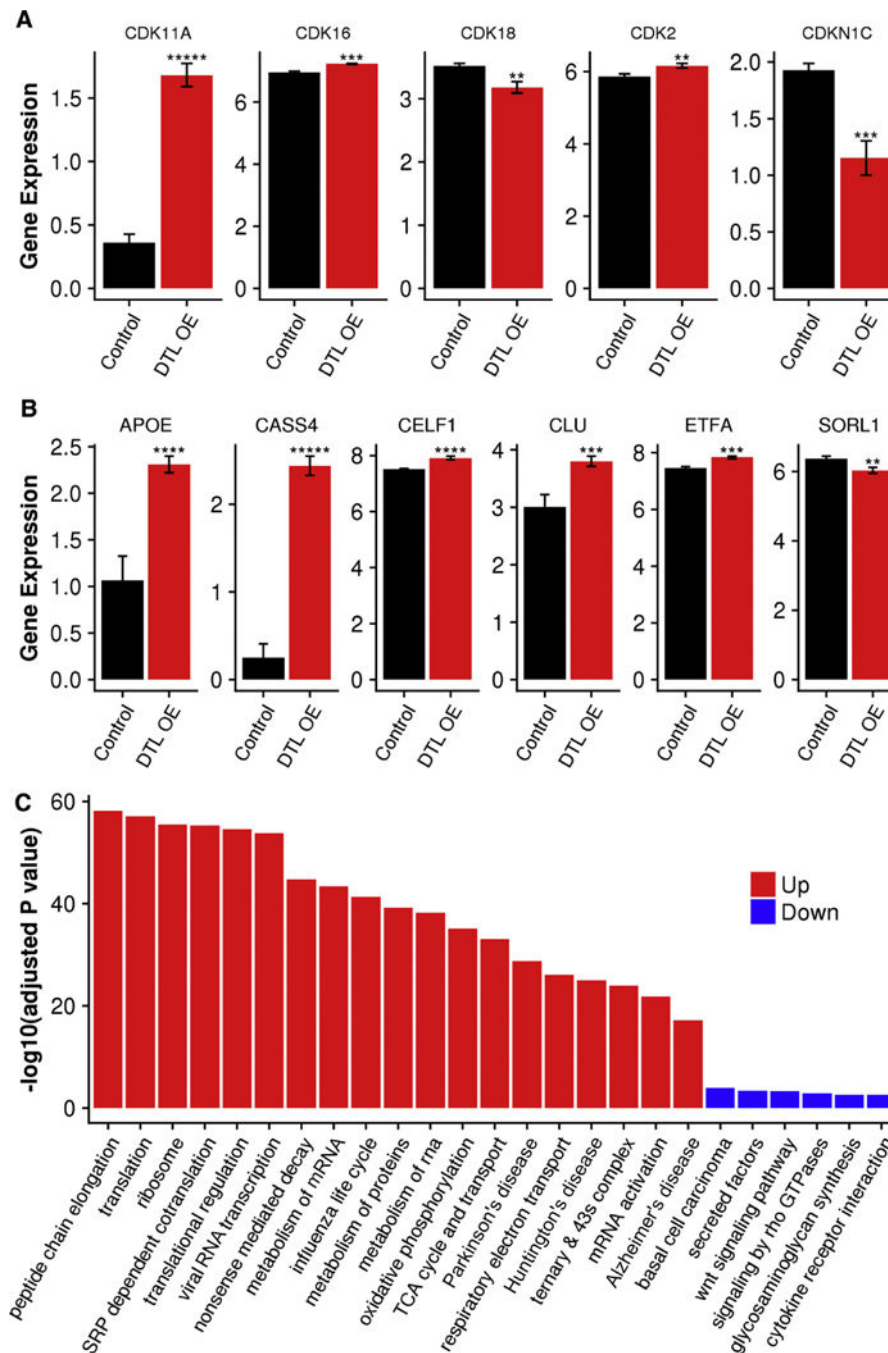 A
CDK11A CDK16 CDK18 CDK2 CDKN1C
Gene Expression
***** *** ** ** ***
1.5 1.0 0.5 0.0
6 4 2 0
3 2 1 0
6 4 2 0
2.0 1.5 1.0 0.5 0.0
Control DTL OE Control DTL OE Control DTL OE Control DTL OE Control DTL OE
B
APOE CASS4 CELF1 CLU ETFA SORL1
Gene Expression
**** ***** **** *** *** **
2.5 2.0 1.5 1.0 0.5 0.0
2 1 0
8 6 4 2 0
4 3 2 1 0
8 6 4 2 0
6 4 2 0
Control DTL OE Control DTL OE Control DTL OE Control DTL OE Control DTL OE Control DTL OE
C
-log10(adjusted P value)
60
40
20
0
Up
Down
peptide chain elongation
translation
ribosome
SRP dependent cotranslation
translational regulation
viral RNA transcription
nonsense mediated decay
metabolism of mRNA
influenza life cycle
metabolism of proteins
metabolism of rna
oxidative phosphorylation
TCA cycle and transport
Parkinson's disease
respiratory electron transport
Huntington's disease
ternary & 43s complex
mRNA activation
Alzheimer's disease
basal cell carcinoma
secreted factors
wnt signaling pathway
signaling by rho GTPases
glycosaminoglycan synthesis
cytokine receptor interaction